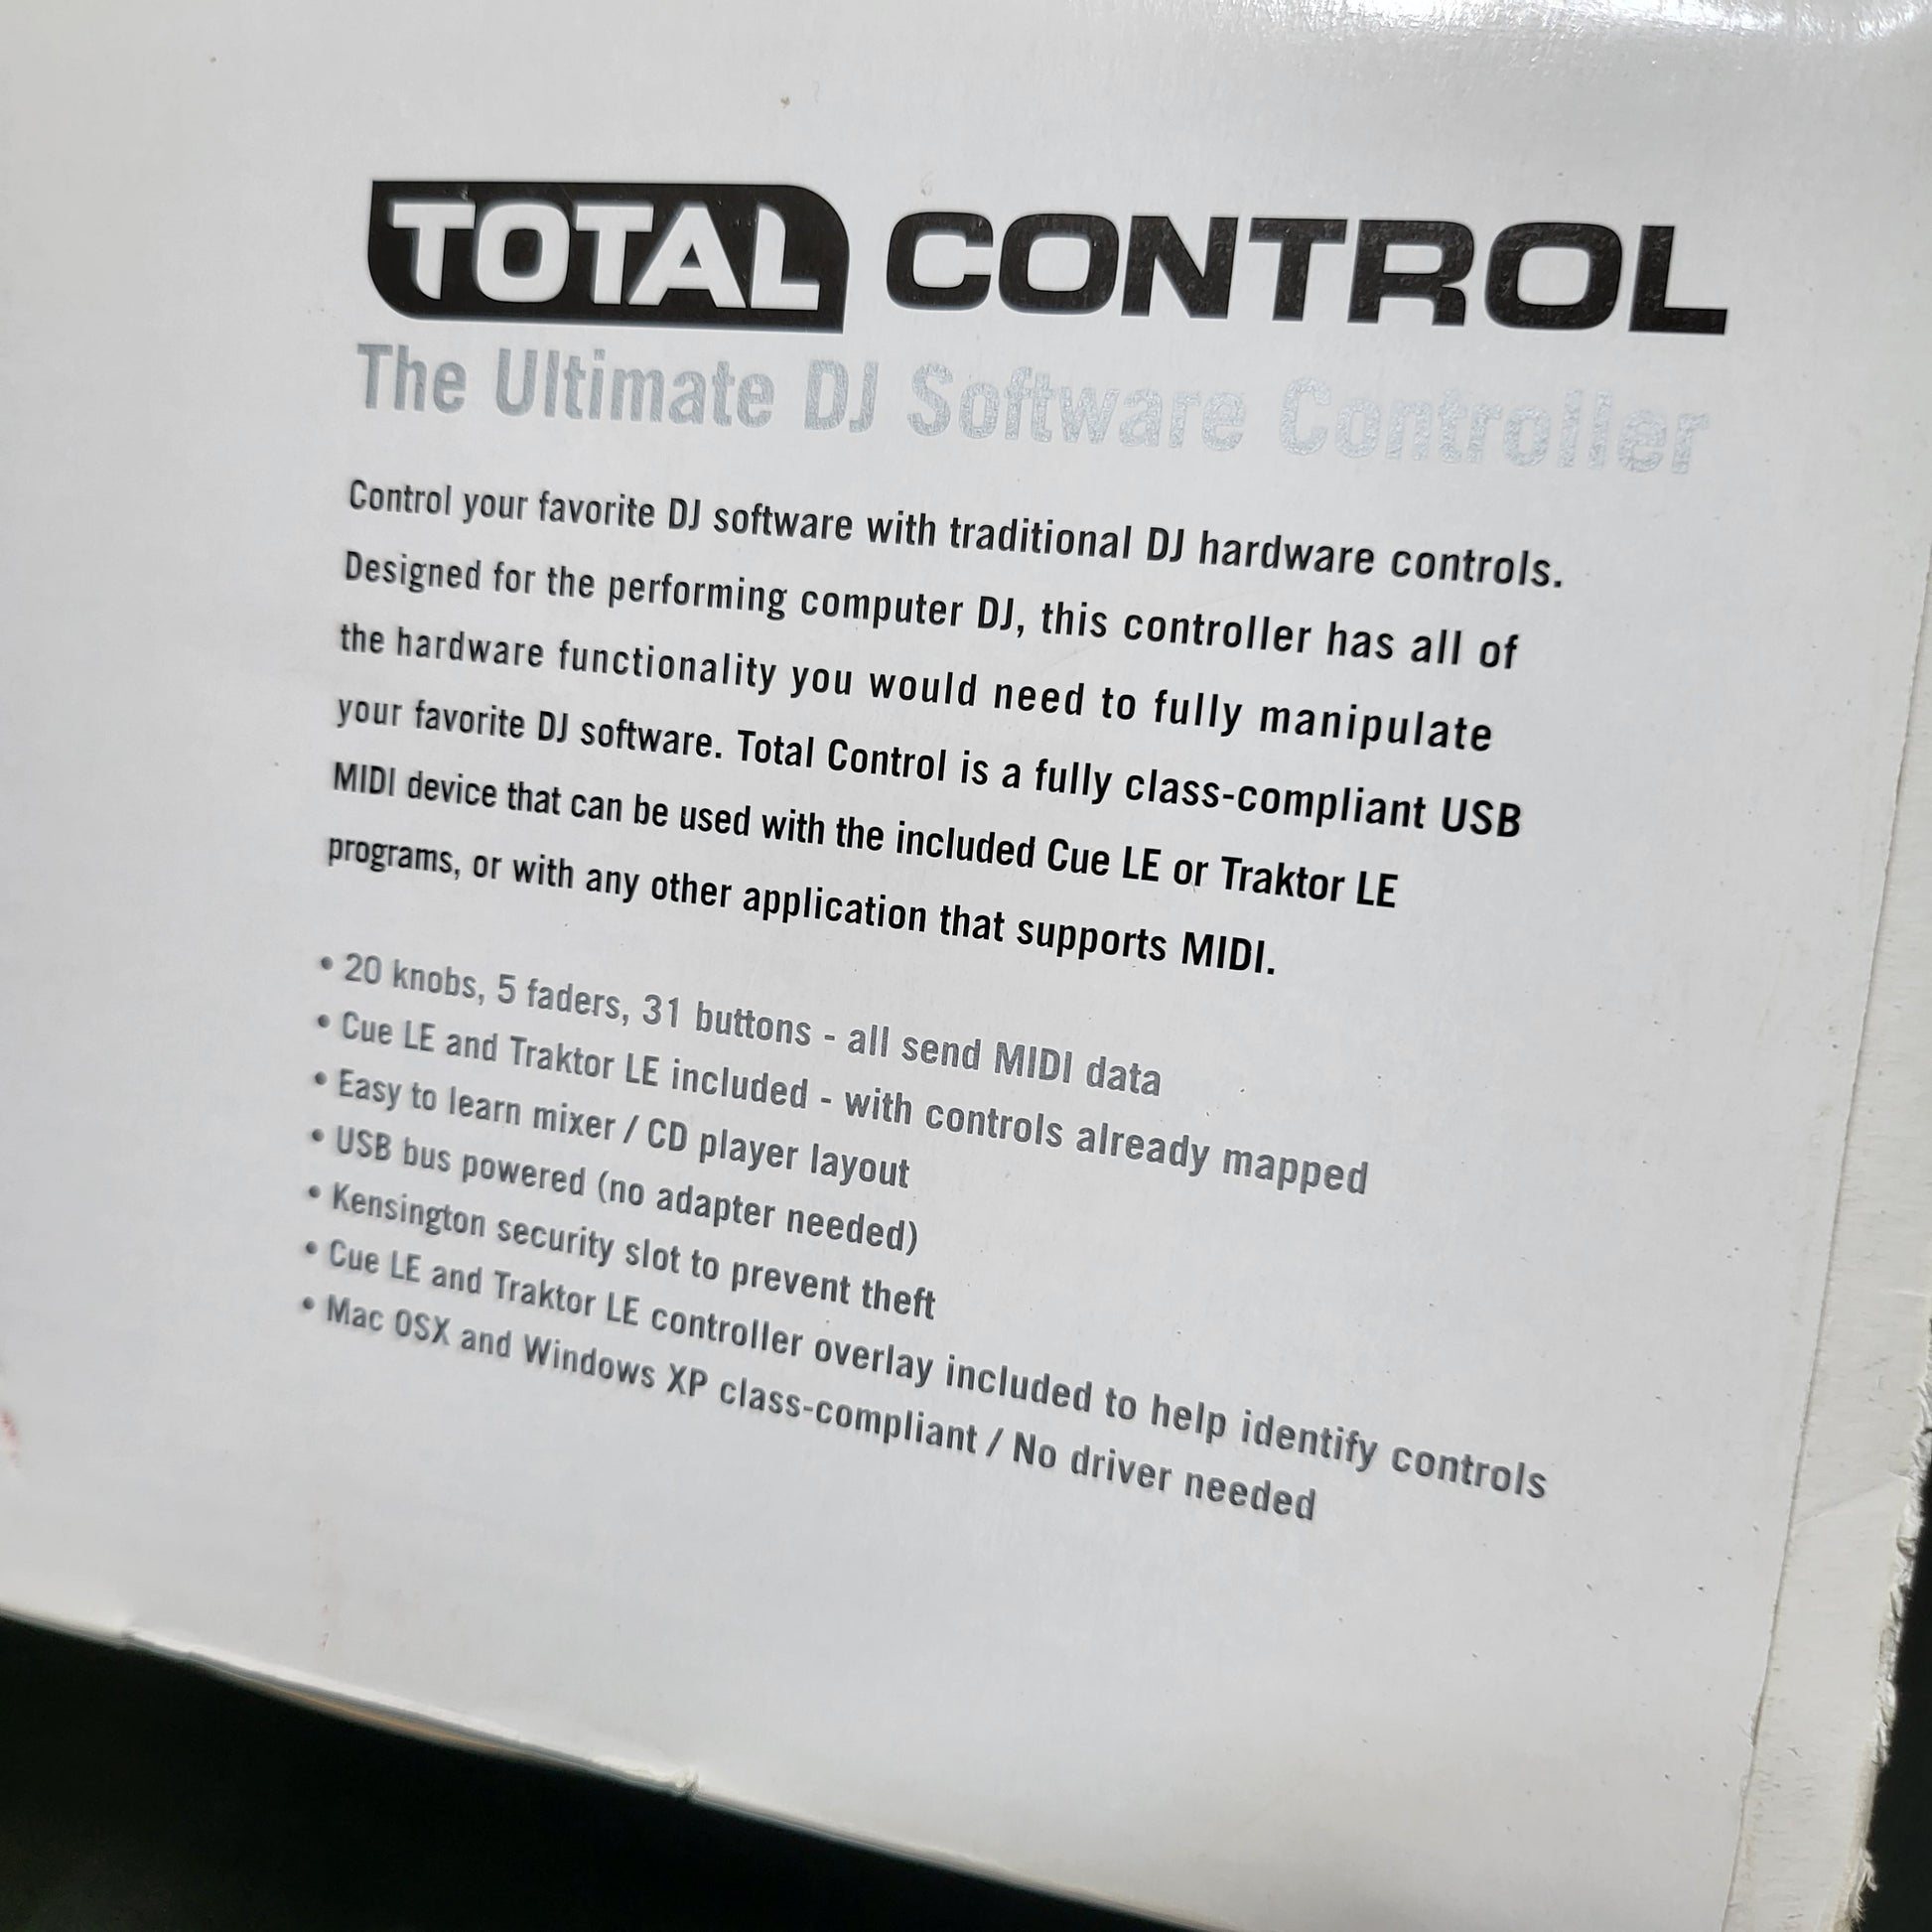 TOTAL CONTROL
The Ultimate DJ Software Controller
Control your favorite DJ software with traditional DJ hardware controls.
Designed for the performing computer DJ, this controller has all of
the hardware functionality you would need to fully manipulate
your favorite DJ software. Total Control is a fully class-compliant USB
MIDI device that can be used with the included Cue LE or Traktor LE
programs, or with any other application that supports MIDI.
• 20 knobs, 5 faders, 31 buttons - all send MIDI data
• Cue LE and Traktor LE included - with controls already mapped
• Easy to learn mixer / CD player layout
• USB bus powered (no adapter needed)
• Kensington security slot to prevent theft
• Cue LE and Traktor LE controller overlay included to help identify controls
• Mac OSX and Windows XP class-compliant / No driver needed